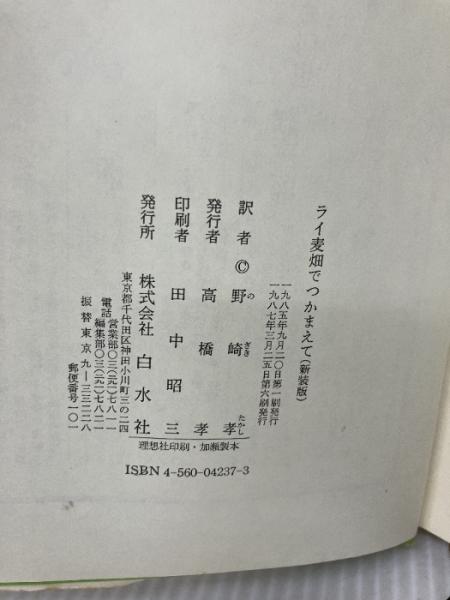 ライ麦畑でつかまえて(新装版)
一九八五年九月二〇日第一刷発行
一九八七年三月二五日第六刷発行
訳者 © 野崎孝
のざきたかし
発行者 高橋孝
印刷者 田中昭三
発行所 株式会社 白水社
東京都千代田区神田小川町三の二四
電話 営業部〇三(二九一)七八一一
編集部〇三(二九一)七八二一
振替東京九-三三二二八
郵便番号一〇一
理想社印刷・加瀬製本
ISBN 4-560-04237-3